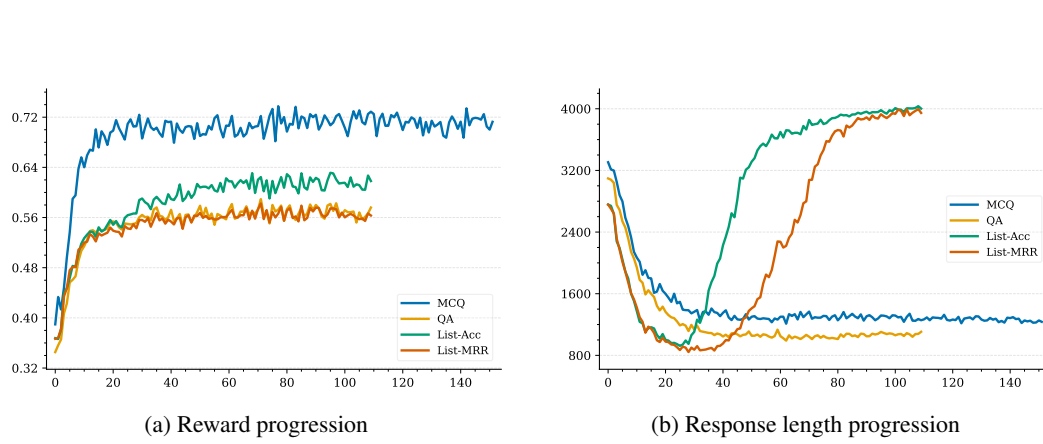 0.72
0.64
0.56
0.48
0.40
0.32
0 20 40 60 80 100 120 140
MCQ
QA
List-Acc
List-MRR
(a) Reward progression
4000
3200
2400
1600
800
0 20 40 60 80 100 120 140
MCQ
QA
List-Acc
List-MRR
(b) Response length progression